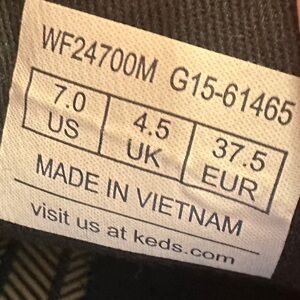 WF24700M G15-61465
7.0 4.5 37.5
US UK EUR
MADE IN VIETNAM
visit us at keds.com